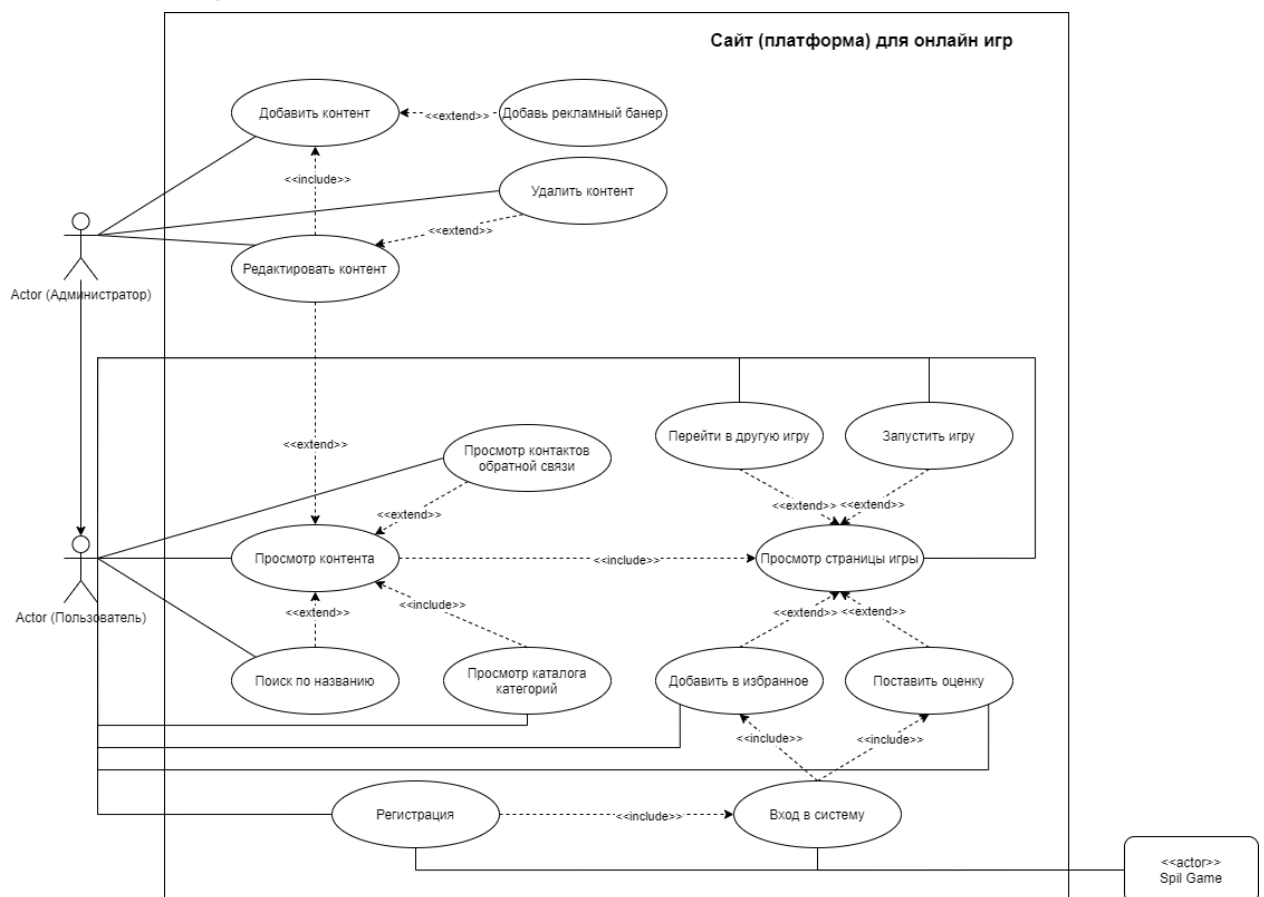 Сайт (платформа) для онлайн игр
Добавить контент
<<extend>>
Добавь рекламный банер
<<include>>
Удалить контент
<<extend>>
Редактировать контент
Actor (Администратор)
Перейти в другую игру
Запустить игру
<<extend>>
Просмотр контактов
обратной связи
<<extend>>
<<extend>>
<<extend>>
Просмотр контента
<<include>>
Просмотр страницы игры
Actor (Пользователь)
<<extend>>
<<include>>
<<extend>>
<<extend>>
Поиск по названию
Просмотр каталога
категорий
Добавить в избранное
Поставить оценку
<<include>>
<<include>>
Регистрация
<<include>>
Вход в систему
<<actor>>
Spil Game